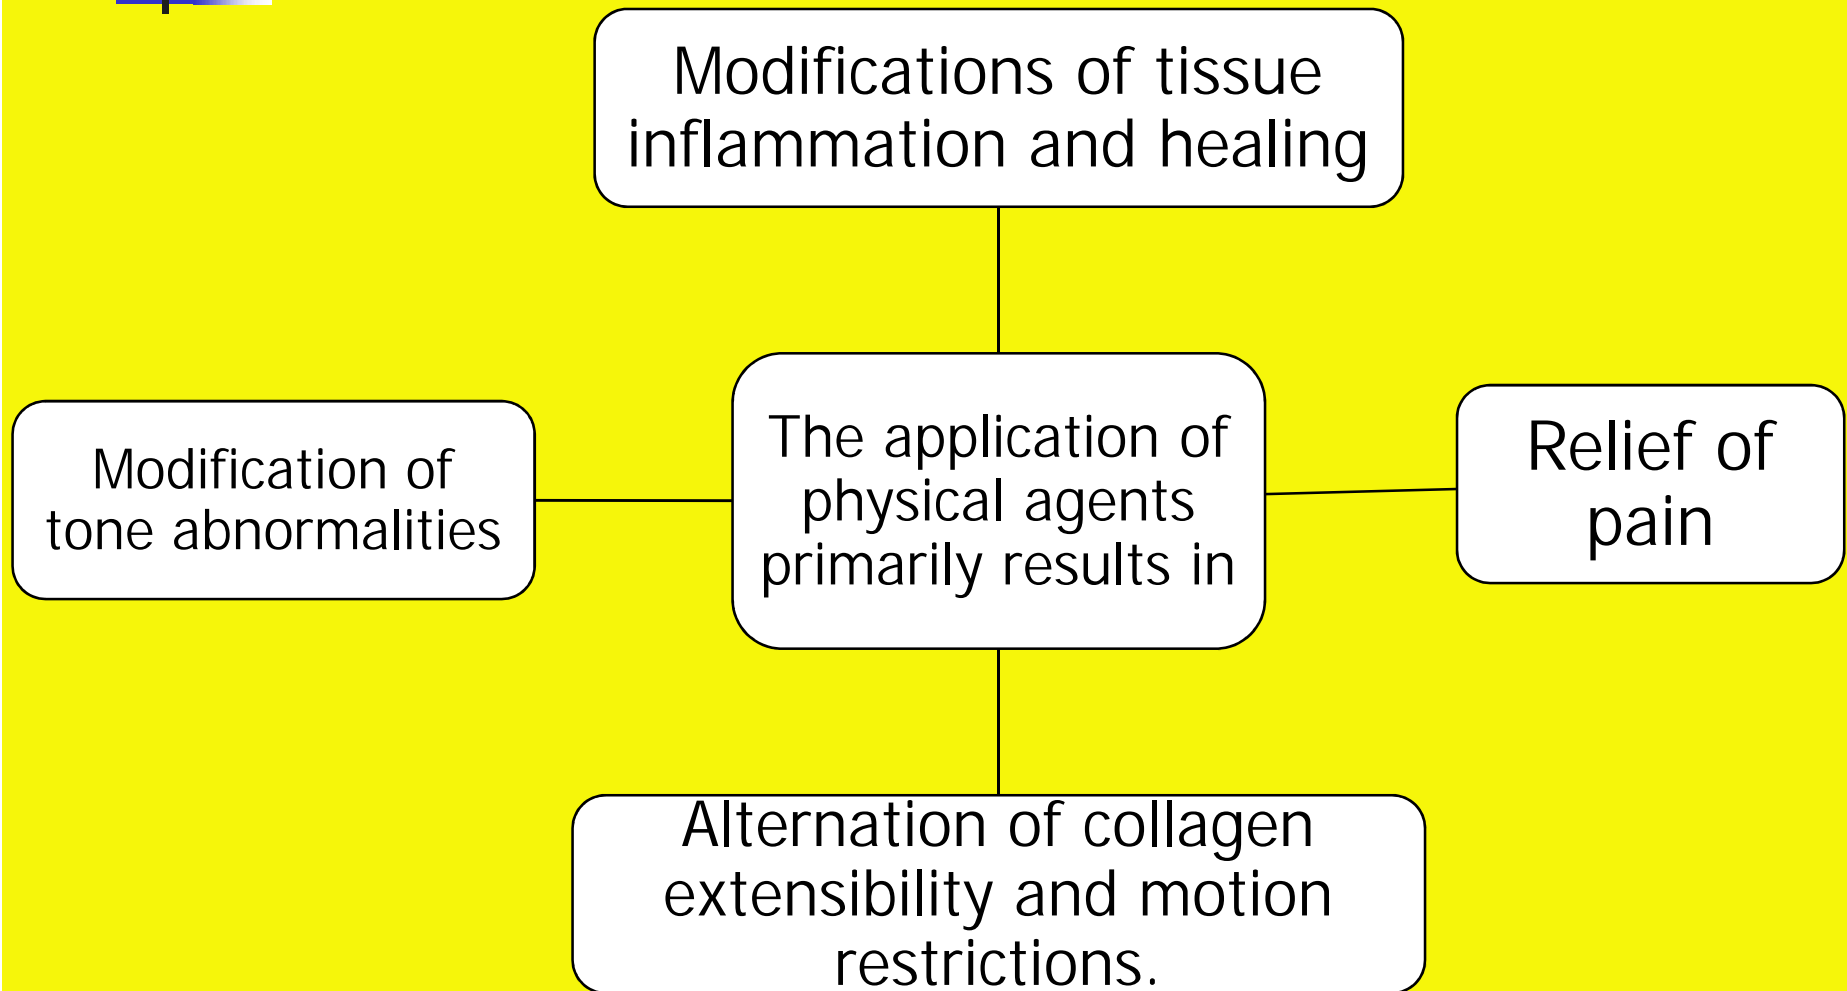 Modifications of tissue
inflammation and healing
Modification of
tone abnormalities
The application of
physical agents
primarily results in
Relief of
pain
Alternation of collagen
extensibility and motion
restrictions.